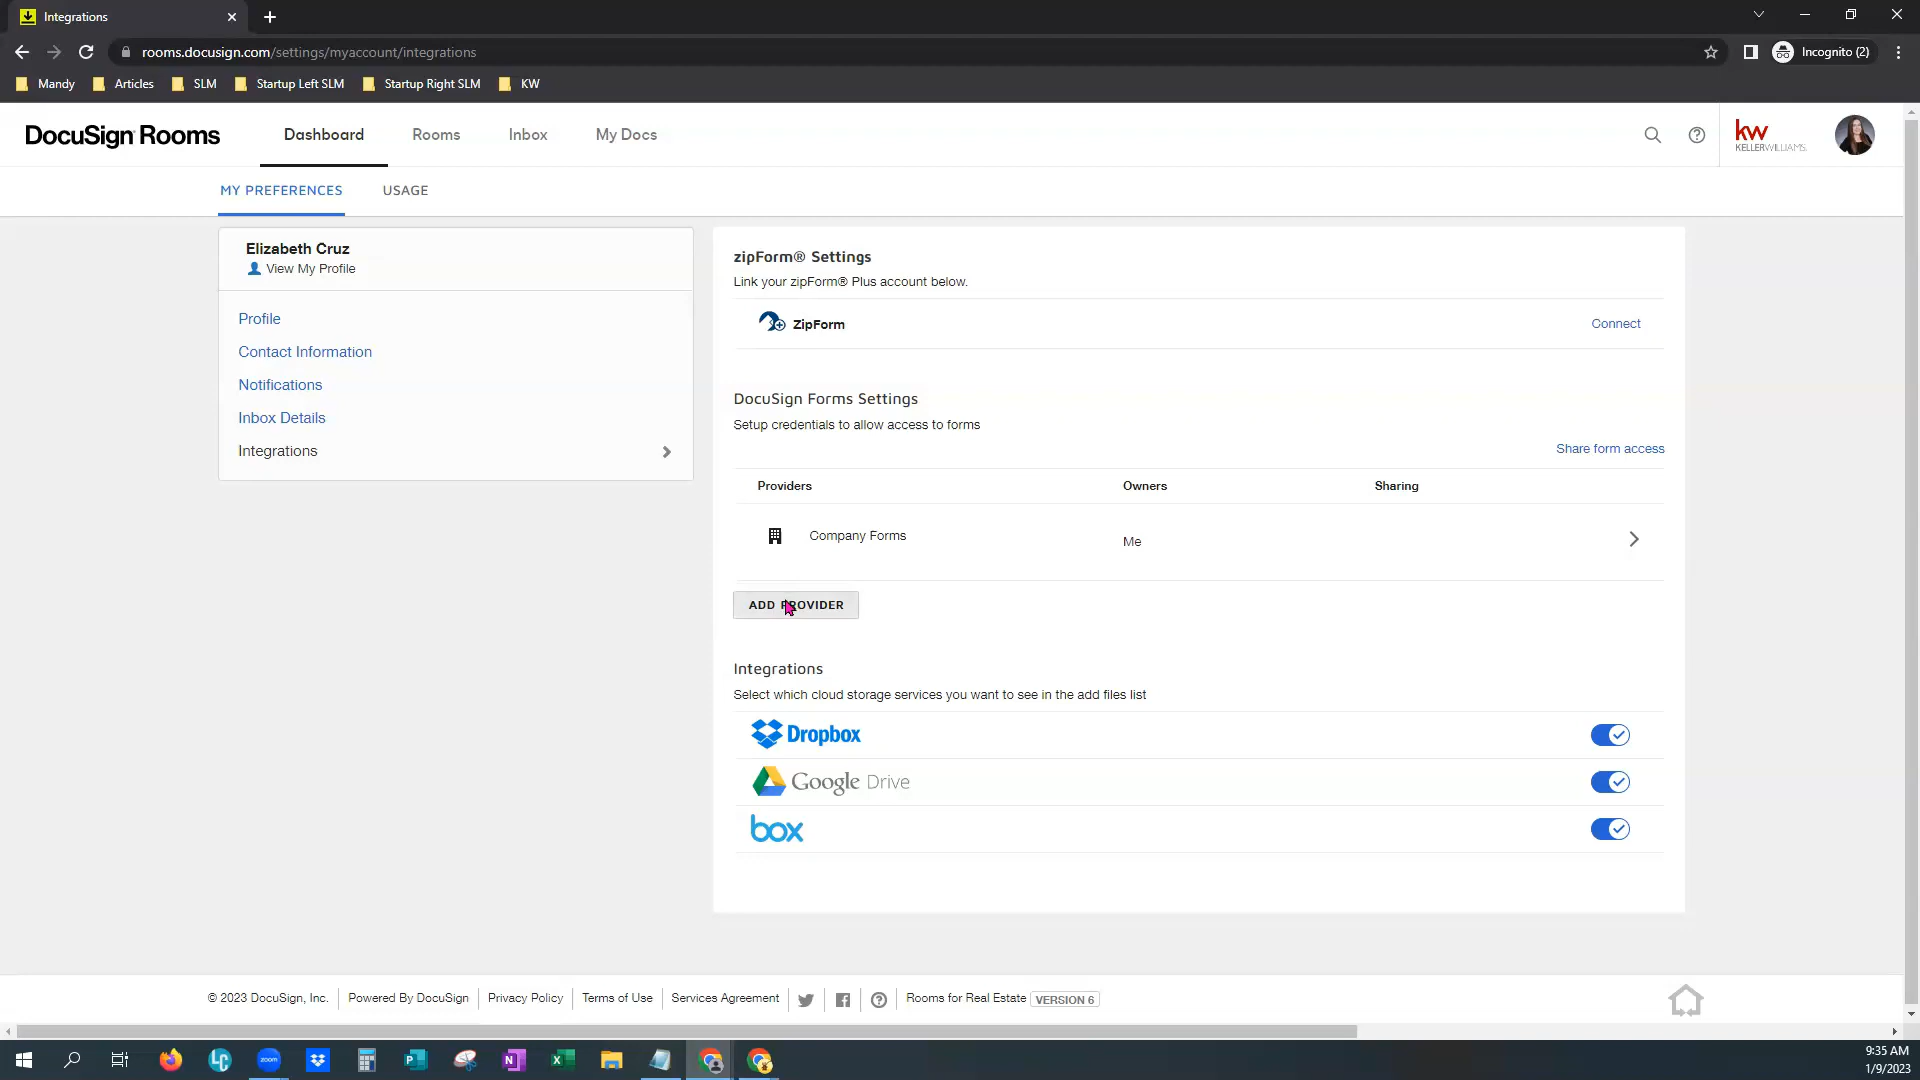 Integrations
rooms.docusign.com/settings/myaccount/integrations
Incognito (2)
Mandy
Articles
SLM
Startup Left SLM
Startup Right SLM
KW
DocuSign Rooms
Dashboard
Rooms
Inbox
My Docs
kw
KELLERWILLIAMS.
MY PREFERENCES
USAGE
Elizabeth Cruz
View My Profile
Profile
Contact Information
Notifications
Inbox Details
Integrations
zipForm® Settings
Link your zipForm® Plus account below.
ZipForm
Connect
DocuSign Forms Settings
Setup credentials to allow access to forms
Share form access
Providers
Owners
Sharing
Company Forms
Me
ADD PROVIDER
Integrations
Select which cloud storage services you want to see in the add files list
Dropbox
Google Drive
box
© 2023 DocuSign, Inc.
Powered By DocuSign
Privacy Policy
Terms of Use
Services Agreement
Rooms for Real Estate
VERSION 6
LC
zoom
P
N
X
9:35 AM
1/9/2023